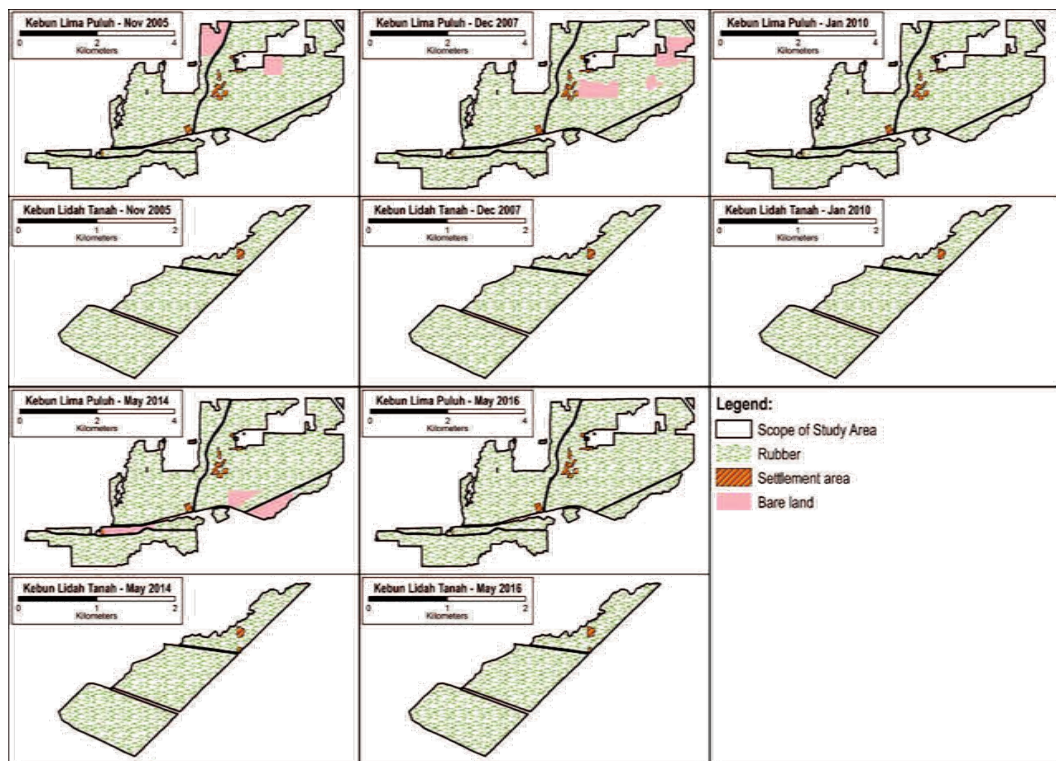 Kebun Lima Puluh - Nov 2005
0 2 4
Kilometers
Kebun Lima Puluh - Dec 2007
0 2 4
Kilometers
Kebun Lima Puluh - Jan 2010
0 2 4
Kilometers
Kebun Lidah Tanah - Nov 2005
0 1 2
Kilometers
Kebun Lidah Tanah - Dec 2007
0 1 2
Kilometers
Kebun Lidah Tanah - Jan 2010
0 1 2
Kilometers
Kebun Lima Puluh - May 2014
0 2 4
Kilometers
Kebun Lima Puluh - May 2016
0 2 4
Kilometers
Legend:
Scope of Study Area
Rubber
Settlement area
Bare land
Kebun Lidah Tanah - May 2014
0 1 2
Kilometers
Kebun Lidah Tanah - May 2016
0 1 2
Kilometers